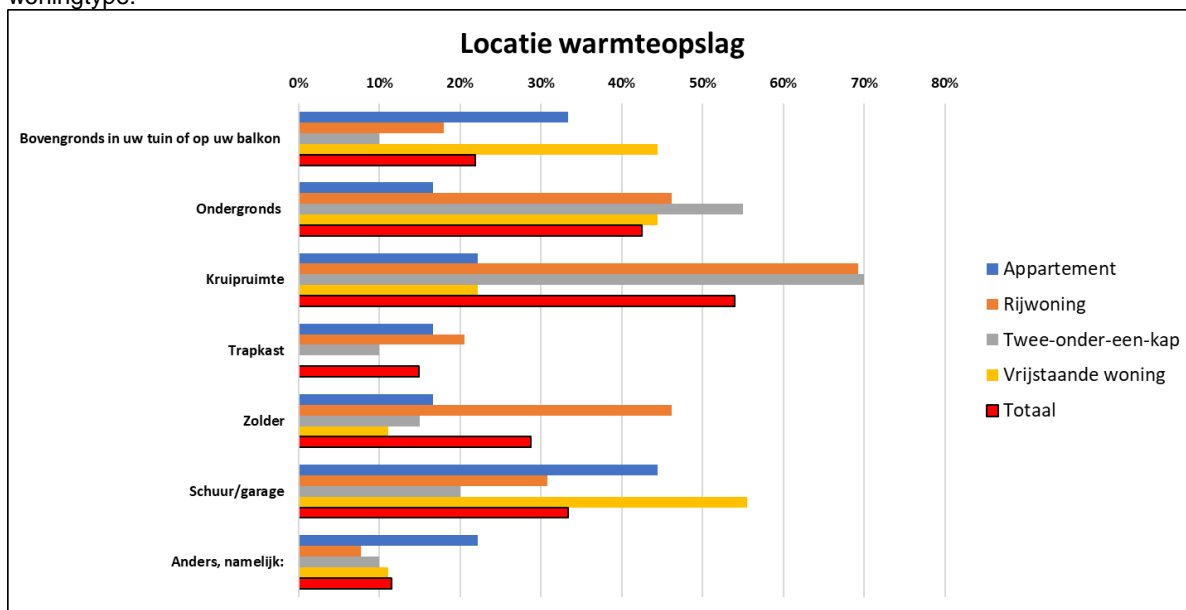 woningtype.
Locatie warmteopslag
0% 10% 20% 30% 40% 50% 60% 70% 80%
Bovengronds in uw tuin of op uw balkon
Ondergronds
Kruipruimte
Trapkast
Zolder
Schuur/garage
Anders, namelijk:
Appartement
Rijwoning
Twee-onder-een-kap
Vrijstaande woning
Totaal